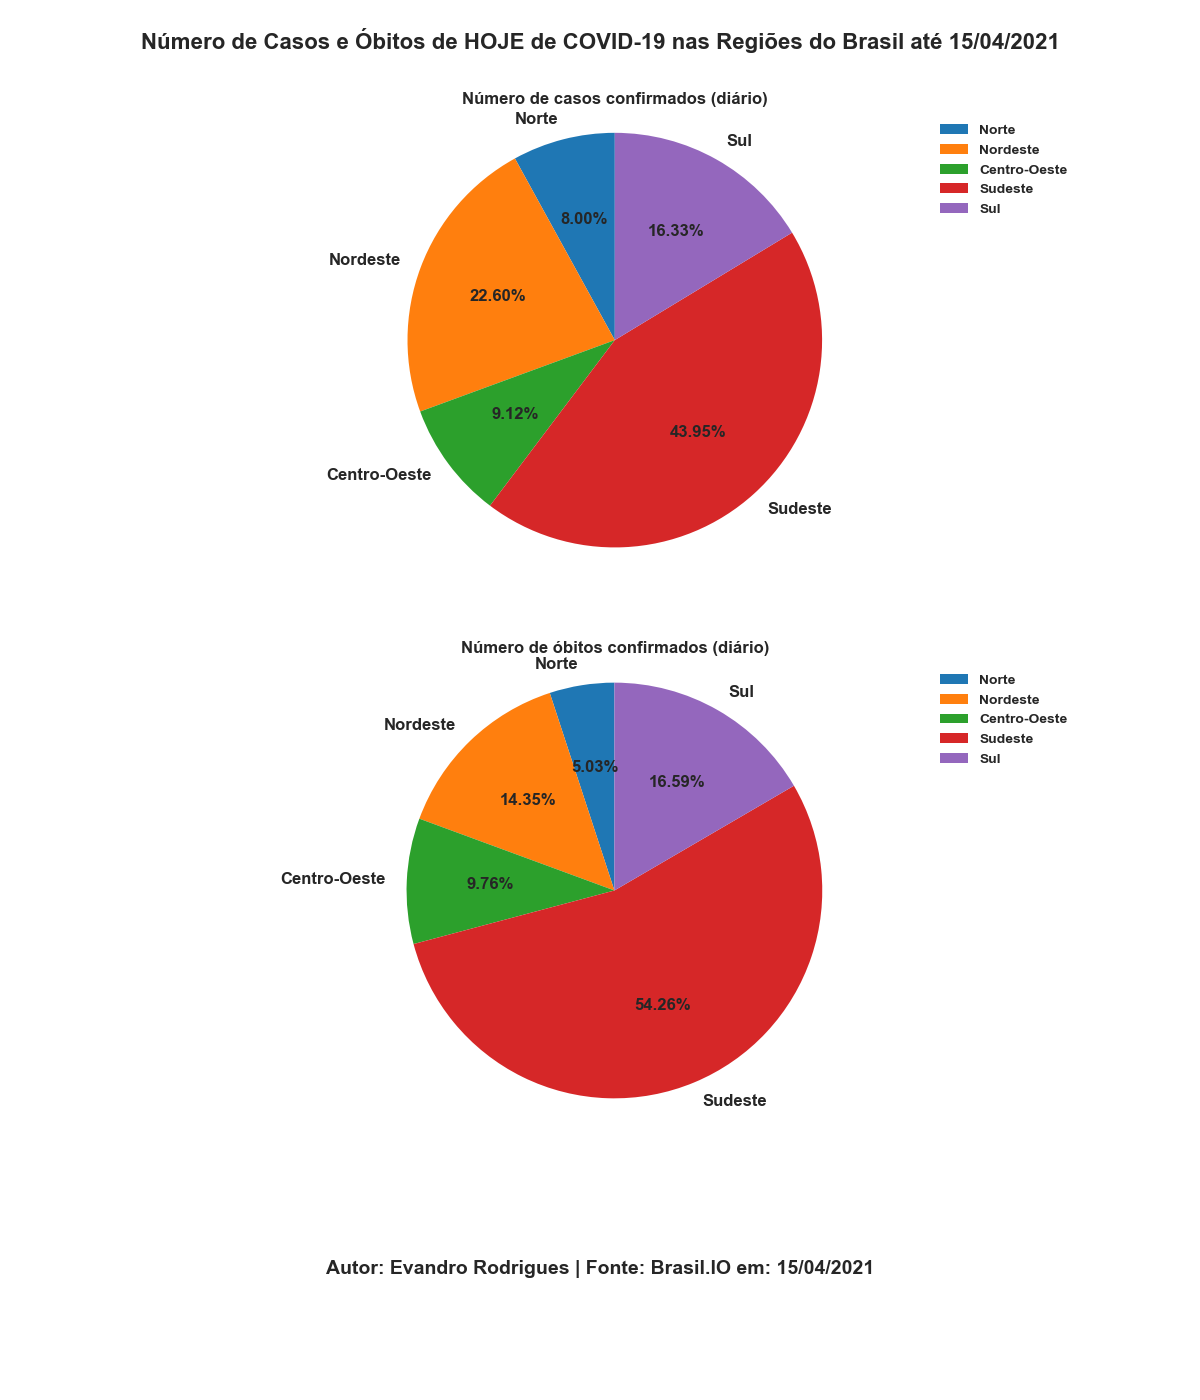 Número de Casos e Óbitos de HOJE de COVID-19 nas Regiões do Brasil até 15/04/2021
Número de casos confirmados (diário)
Norte
Sul
Nordeste
Centro-Oeste
Sudeste
8.00%
16.33%
22.60%
9.12%
43.95%
Norte
Nordeste
Centro-Oeste
Sudeste
Sul
Número de óbitos confirmados (diário)
Norte
Sul
Nordeste
Centro-Oeste
Sudeste
5.03%
16.59%
14.35%
9.76%
54.26%
Norte
Nordeste
Centro-Oeste
Sudeste
Sul
Autor: Evandro Rodrigues | Fonte: Brasil.IO em: 15/04/2021